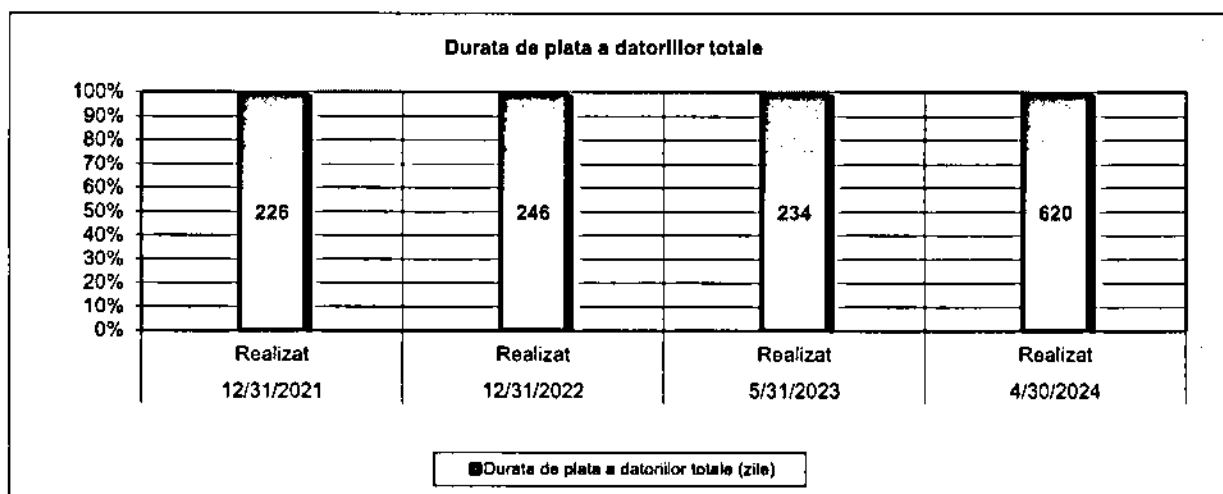 Durata de plata a datoriilor totale
100%
90%
80%
70%
60%
50%
40%
30%
20%
10%
0%
226 246 234 620
Realizat Realizat Realizat Realizat
12/31/2021 12/31/2022 5/31/2023 4/30/2024
Durata de plata a datoriilor totale (zile)